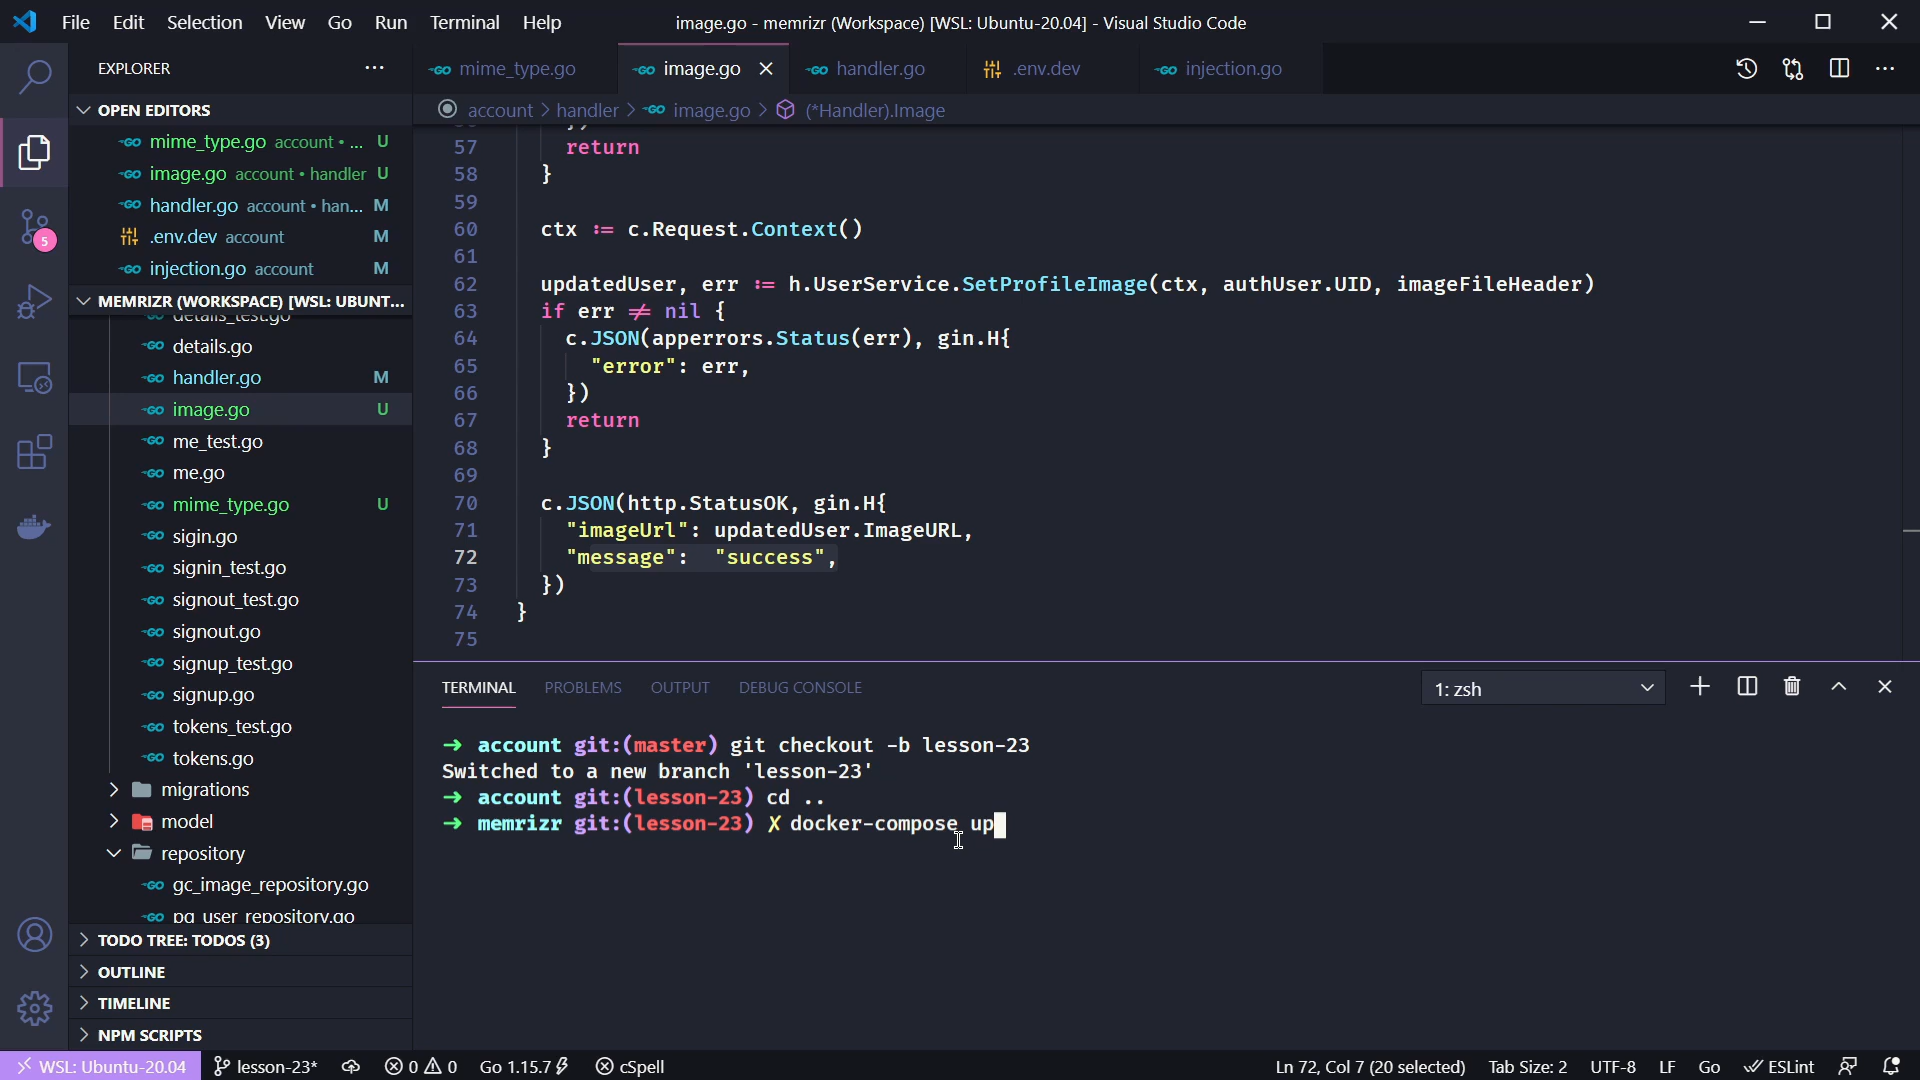 File Edit Selection View Go Run Terminal Help
image.go - memrizr (Workspace) [WSL: Ubuntu-20.04] - Visual Studio Code
EXPLORER
mime_type.go
image.go
handler.go
.env.dev
injection.go
OPEN EDITORS
account > handler > image.go > (*Handler).Image
mime_type.go account • ... U
image.go account • handler U
handler.go account • han... M
.env.dev account M
injection.go account M
5
MEMRIZR (WORKSPACE) [WSL: UBUNT...
details_test.go
details.go
handler.go M
image.go U
me_test.go
me.go
mime_type.go U
sigin.go
signin_test.go
signout_test.go
signout.go
signup_test.go
signup.go
tokens_test.go
tokens.go
migrations
model
repository
gc_image_repository.go
pg_user_repository.go
TODO TREE: TODOS (3)
OUTLINE
TIMELINE
NPM SCRIPTS
57 return
58 }
59
60 ctx := c.Request.Context()
61
62 updatedUser, err := h.UserService.SetProfileImage(ctx, authUser.UID, imageFileHeader)
63 if err != nil {
64 c.JSON(apperrors.Status(err), gin.H{
65 "error": err,
66 })
67 return
68 }
69
70 c.JSON(http.StatusOK, gin.H{
71 "imageUrl": updatedUser.ImageURL,
72 "message": "success",
73 })
74 }
75
TERMINAL PROBLEMS OUTPUT DEBUG CONSOLE
1: zsh
→ account git:(master) git checkout -b lesson-23
Switched to a new branch 'lesson-23'
→ account git:(lesson-23) cd ..
→ memrizr git:(lesson-23) ✗ docker-compose up
WSL: Ubuntu-20.04 lesson-23* 0 0 Go 1.15.7 cSpell
Ln 72, Col 7 (20 selected) Tab Size: 2 UTF-8 LF Go ESLint